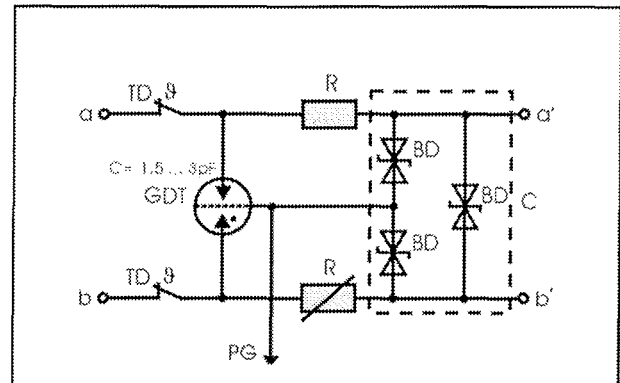 TD ϑ
R
a
a'
BD
C = 1.5 ... 3pF
GDT
BD
C
BD
TD ϑ
R
b
b'
PG